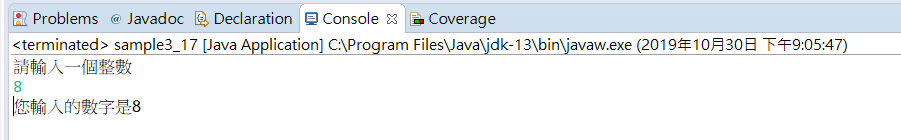 Problems @ Javadoc Declaration Console Coverage
<terminated> sample3_17 [Java Application] C:\Program Files\Java\jdk-13\bin\javaw.exe (2019年10月30日 下午9:05:47)
請輸入一個整數
8
您輸入的數字是8